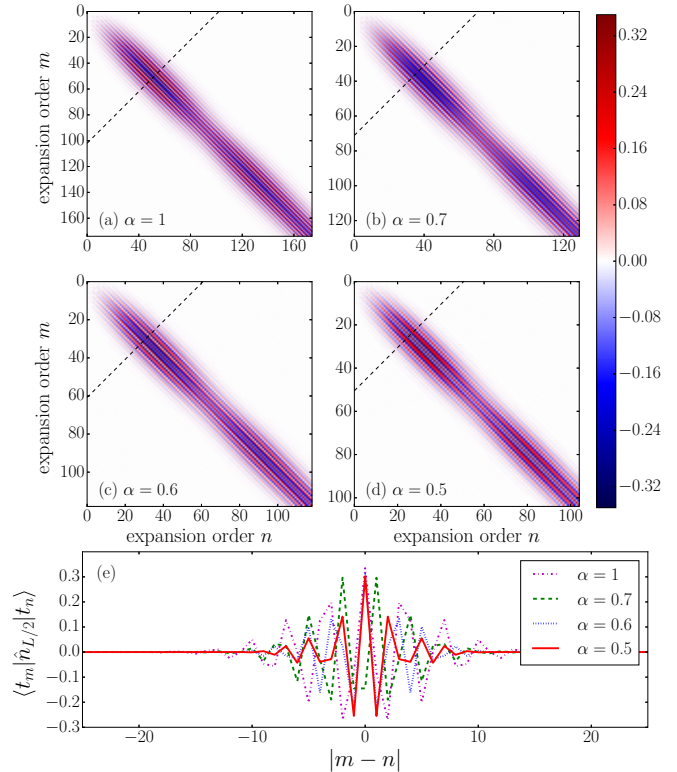 0
20
40
60
80
100
120
140
160
expansion order m
(a) α = 1
0 40 80 120 160
0
20
40
60
80
100
120
(b) α = 0.7
0 40 80 120
0.32
0.24
0.16
0.08
0.00
−0.08
−0.16
−0.24
−0.32
0
20
40
60
80
100
expansion order m
(c) α = 0.6
0 20 40 60 80 100
expansion order n
0
20
40
60
80
100
(d) α = 0.5
0 20 40 60 80 100
expansion order n
(e)
0.3
0.2
0.1
0.0
−0.1
−0.2
−0.3
⟨t_m|n̂_{L/2}|t_n⟩
α = 1
α = 0.7
α = 0.6
α = 0.5
−20 −10 0 10 20
|m − n|